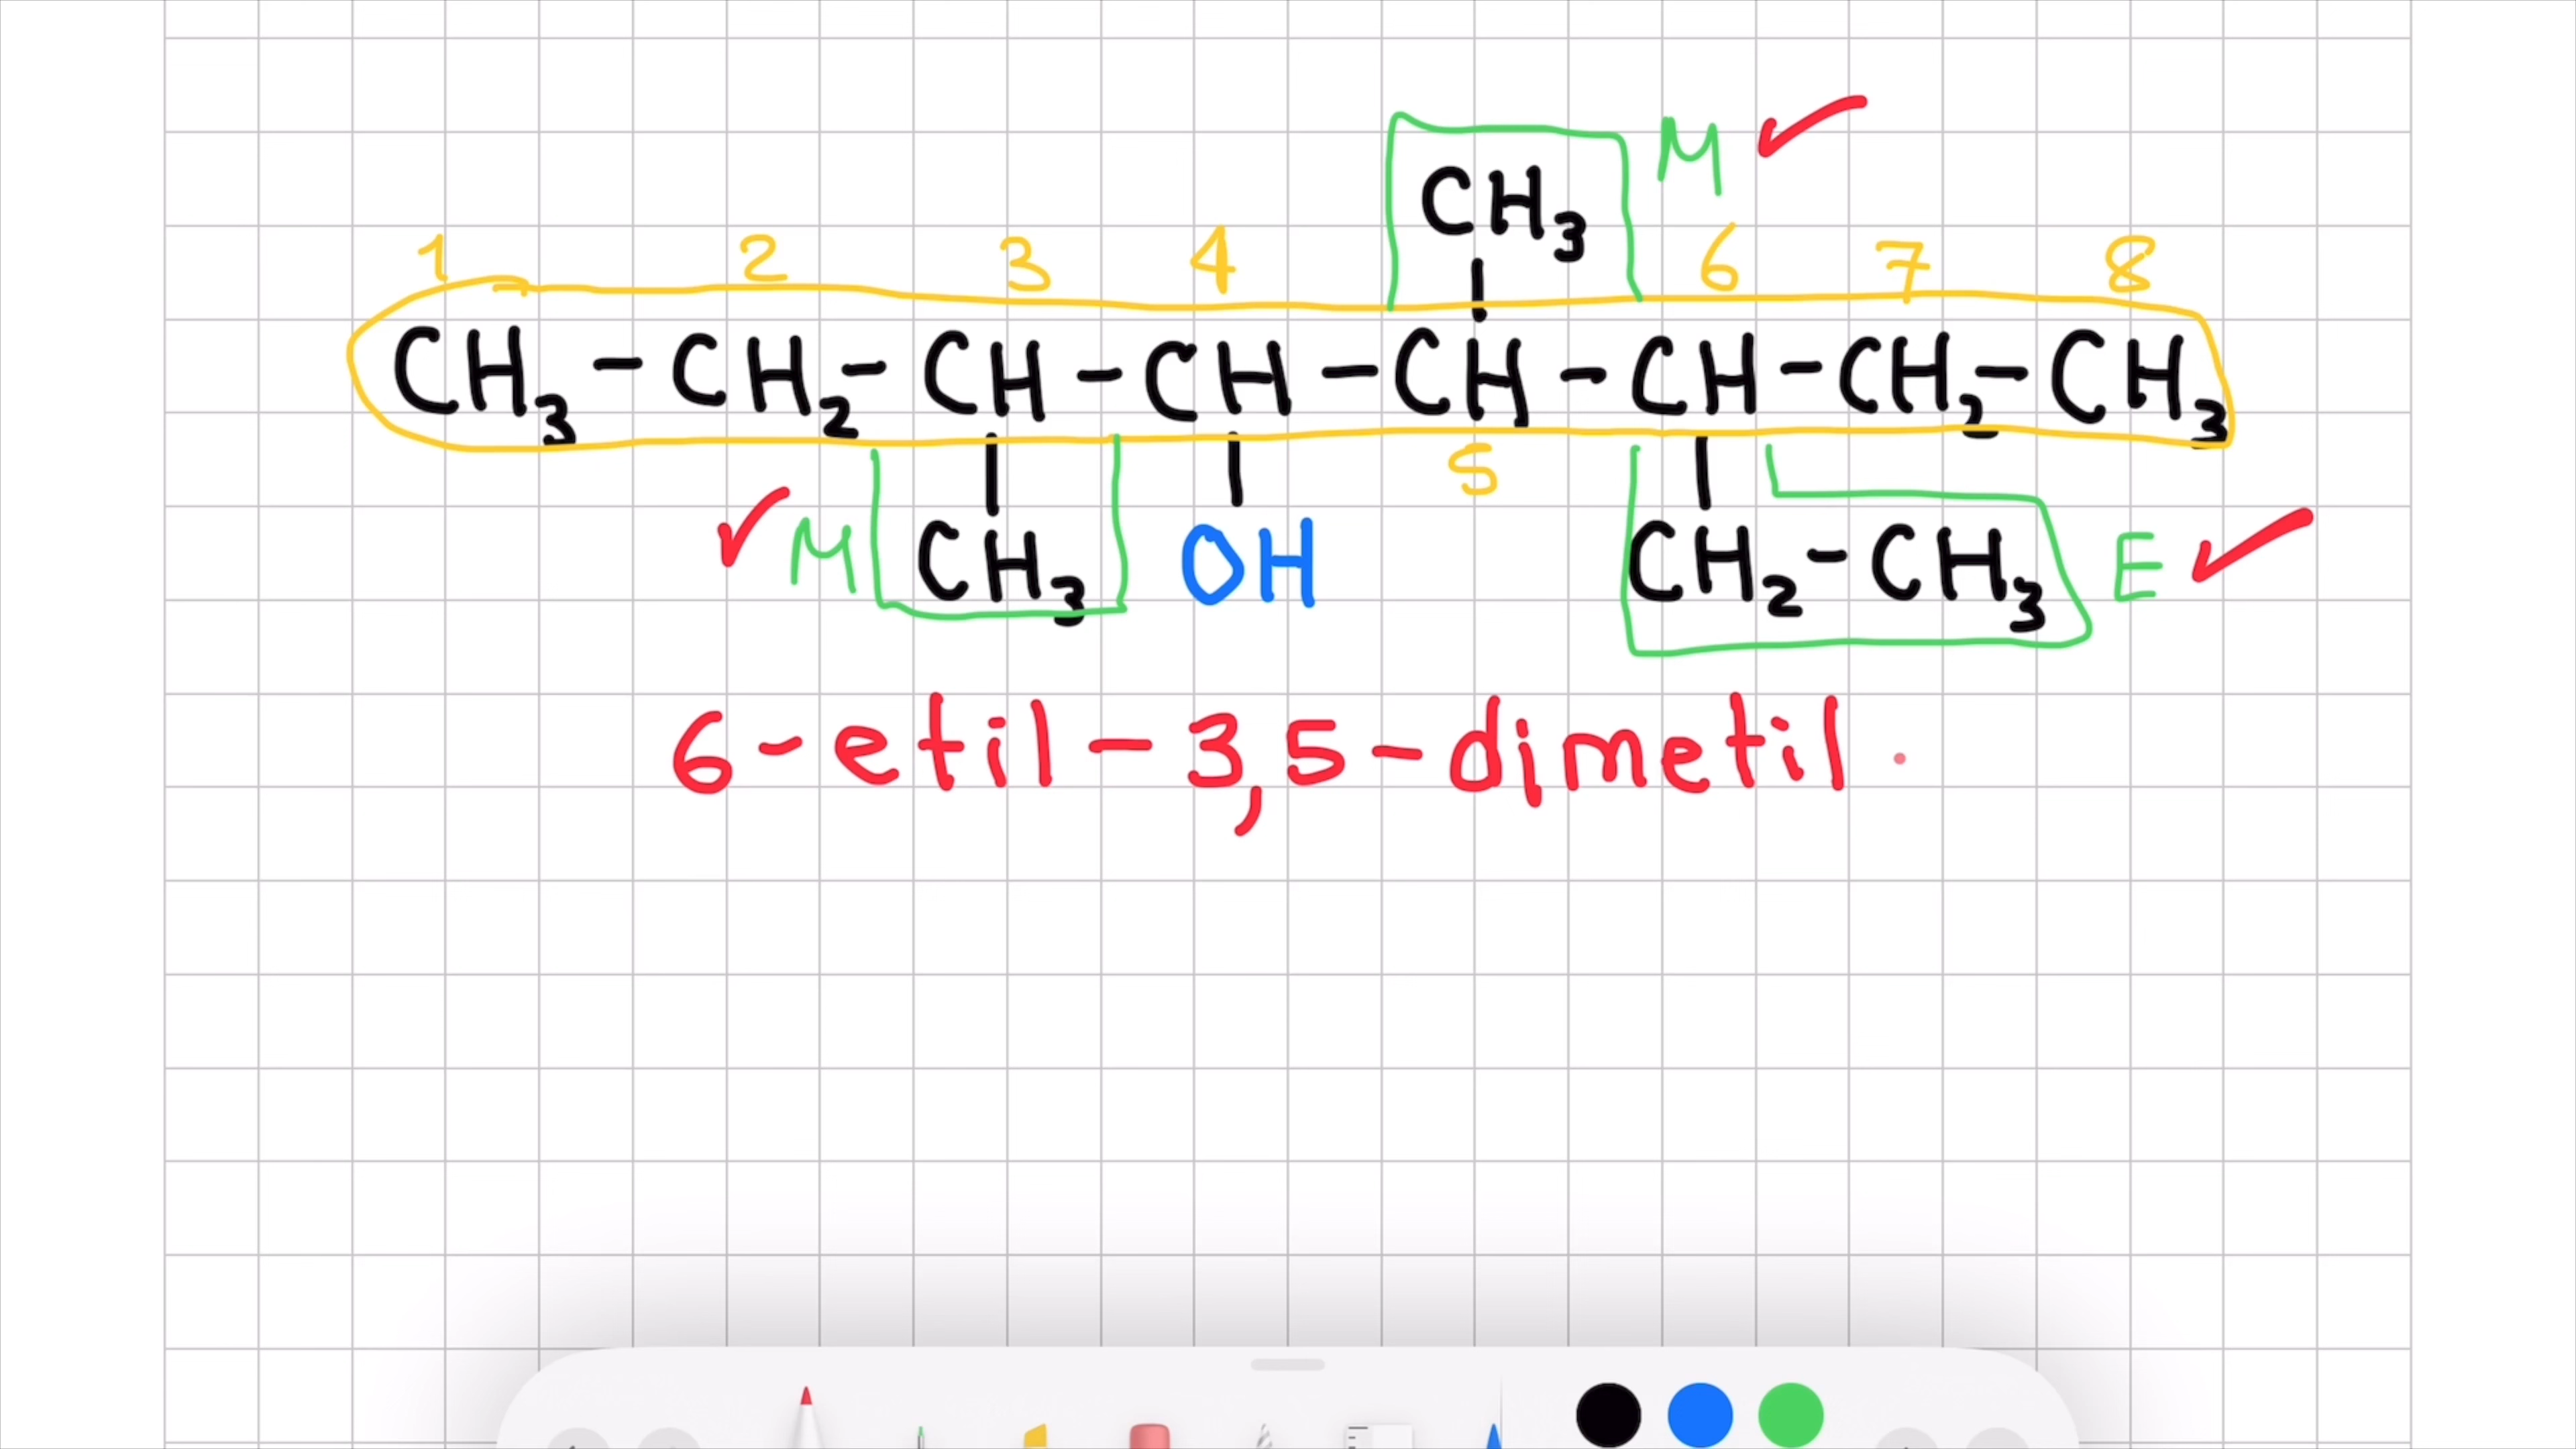 CH₃ M
1 2 3 4 6 7 8
CH₃-CH₂-CH-CH-CH-CH-CH₂-CH₃
5
M CH₃ OH CH₂-CH₃ E
6-etil-3,5-dimetil